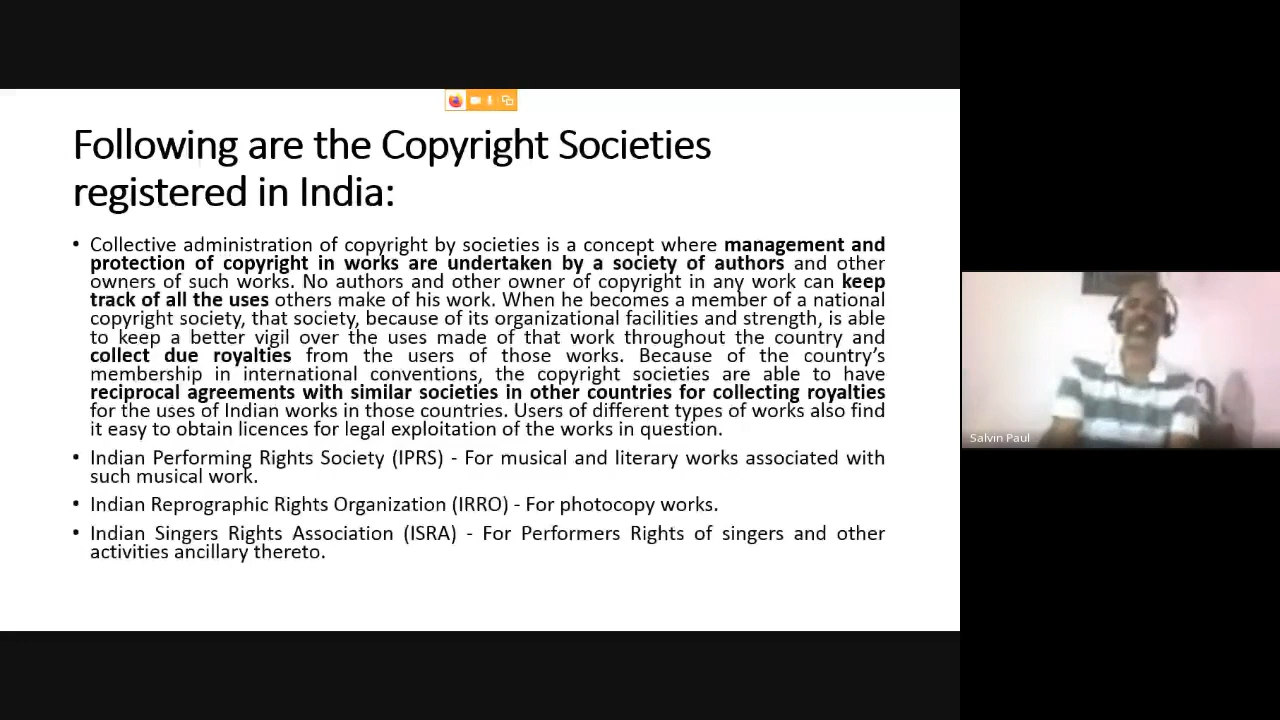 Following are the Copyright Societies
registered in India:
• Collective administration of copyright by societies is a concept where management and
protection of copyright in works are undertaken by a society of authors and other
owners of such works. No authors and other owner of copyright in any work can keep
track of all the uses others make of his work. When he becomes a member of a national
copyright society, that society, because of its organizational facilities and strength, is able
to keep a better vigil over the uses made of that work throughout the country and
collect due royalties from the users of those works. Because of the country’s
membership in international conventions, the copyright societies are able to have
reciprocal agreements with similar societies in other countries for collecting royalties
for the uses of Indian works in those countries. Users of different types of works also find
it easy to obtain licences for legal exploitation of the works in question.
• Indian Performing Rights Society (IPRS) - For musical and literary works associated with
such musical work.
• Indian Reprographic Rights Organization (IRRO) - For photocopy works.
• Indian Singers Rights Association (ISRA) - For Performers Rights of singers and other
activities ancillary thereto.
Salvin Paul